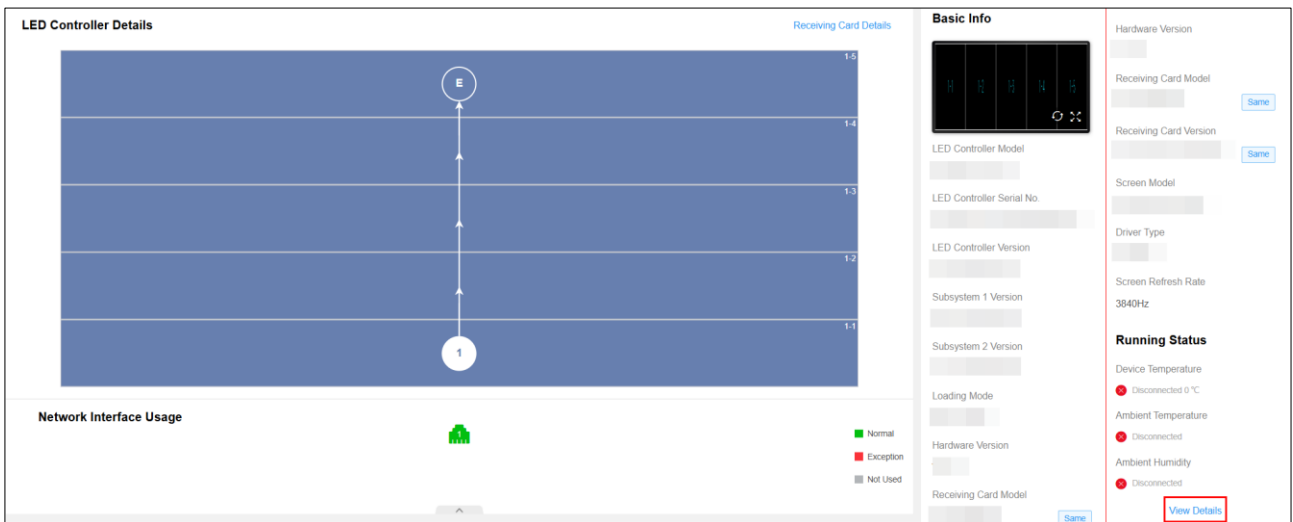 LED Controller Details
Receiving Card Details
1-5
E
1-4
1-3
1-2
1-1
1
Network Interface Usage
1
Normal
Exception
Not Used
Basic Info
LED Controller Model
LED Controller Serial No.
LED Controller Version
Subsystem 1 Version
Subsystem 2 Version
Loading Mode
Hardware Version
Receiving Card Model
Same
Hardware Version
Receiving Card Model
Same
Receiving Card Version
Same
Screen Model
Driver Type
Screen Refresh Rate
3840Hz
Running Status
Device Temperature
Disconnected 0 ℃
Ambient Temperature
Disconnected
Ambient Humidity
Disconnected
View Details